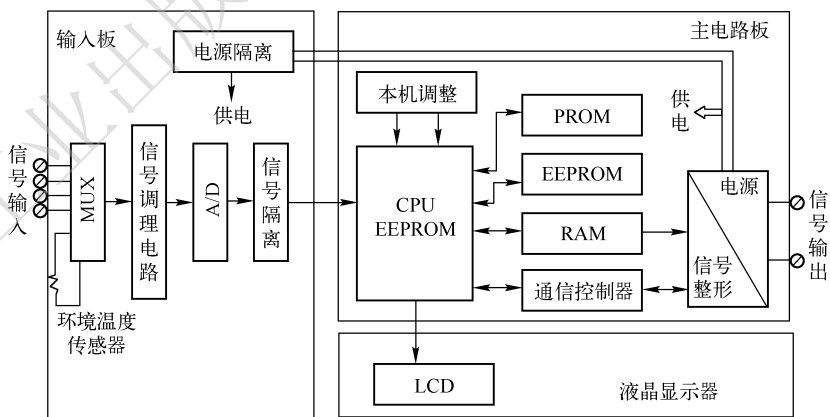 输入板
电源隔离
供电
信号输入
MUX
信号调理电路
A/D
信号隔离
环境温度
传感器
主电路板
本机调整
CPU
EEPROM
PROM
EEPROM
RAM
通信控制器
供电
电源
信号
整形
信号输出
LCD
液晶显示器
业出版